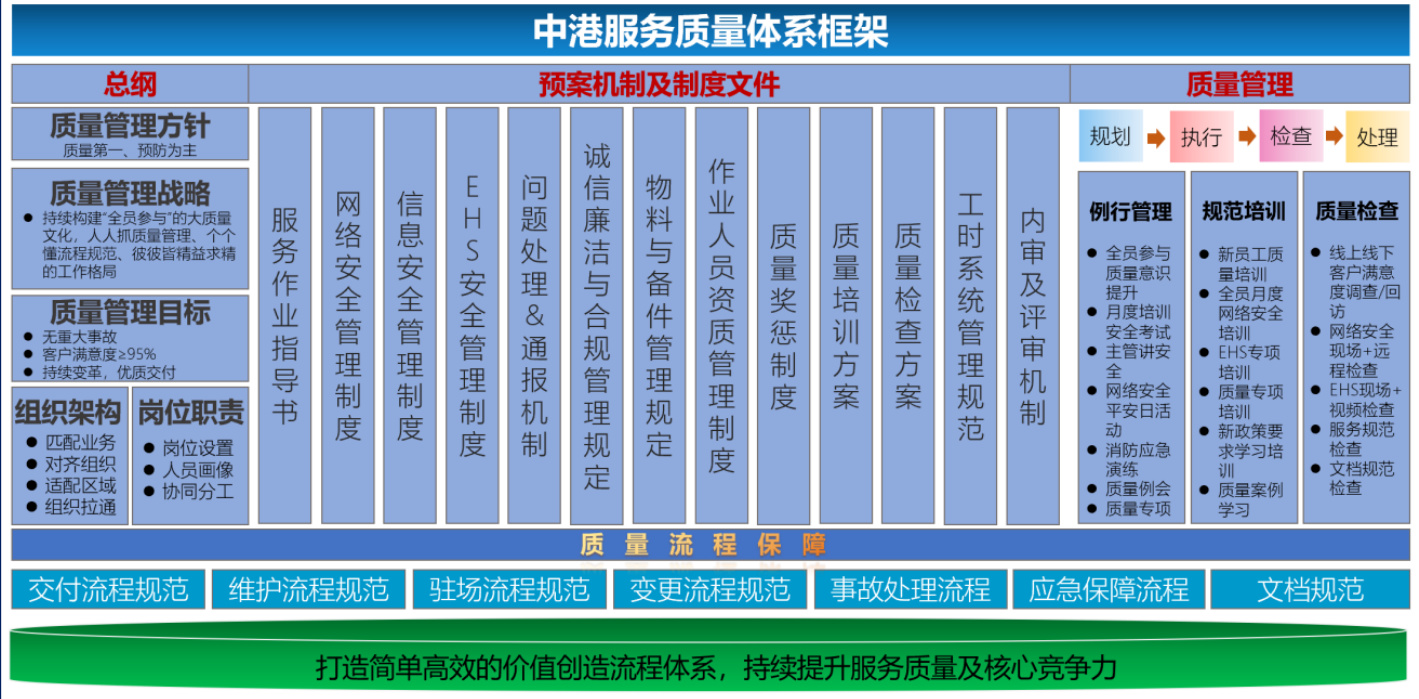 中港服务质量体系框架
总纲
预案机制及制度文件
质量管理
质量管理方针
质量第一、预防为主
质量管理战略
● 持续构建“全员参与”的大质量
文化，人人抓质量管理、个个
懂流程规范、彼彼皆精益求精
的工作格局
质量管理目标
● 无重大事故
● 客户满意度≥95%
● 持续变革，优质交付
组织架构
● 匹配业务
● 对齐组织
● 适配区域
● 组织拉通
岗位职责
● 岗位设置
● 人员画像
● 协同分工
服务作业指导书
网络安全管理制度
信息安全管理制度
EHS安全管理制度
问题处理&通报机制
诚信廉洁与合规管理规定
物料与备件管理规定
作业人员资质管理制度
质量奖惩制度
质量培训方案
质量检查方案
工时系统管理规范
内审及评审机制
规划
执行
检查
处理
例行管理
● 全员参与
质量意识
提升
● 月度培训
安全考试
● 主管讲安
全
● 网络安全
平安日活
动
● 消防应急
演练
● 质量例会
● 质量专项
规范培训
● 新员工质
量培训
● 全员月度
网络安全
培训
● EHS专项
培训
● 质量专项
培训
● 新政策要
求学习培
训
● 质量案例
学习
质量检查
● 线上线下
客户满意
度调查/回
访
● 网络安全
现场+远
程检查
● EHS现场+
视频检查
● 服务规范
检查
● 文档规范
检查
质量流程保障
交付流程规范
维护流程规范
驻场流程规范
变更流程规范
事故处理流程
应急保障流程
文档规范
打造简单高效的价值创造流程体系，持续提升服务质量及核心竞争力